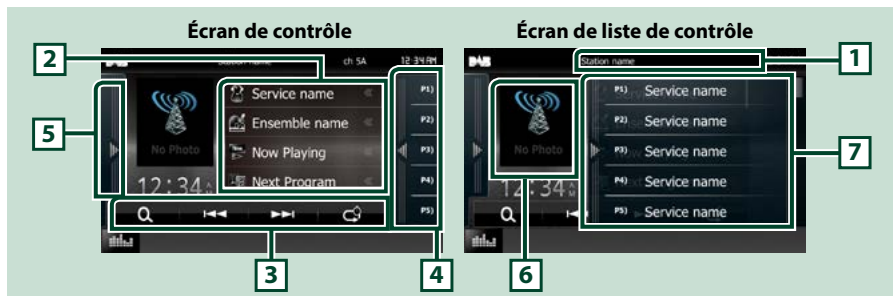 Écran de contrôle
Écran de liste de contrôle
2
5
3
4
1
6
7
Station name
ch 5A
12:34 PM
Service name
Ensemble name
Now Playing
Next Program
No Photo
12:34
P1)
P2)
P3)
P4)
P5)
DAB
Station name
No Photo
12:34
P1) Service name
P2) Service name
P3) Service name
P4) Service name
P5) Service name